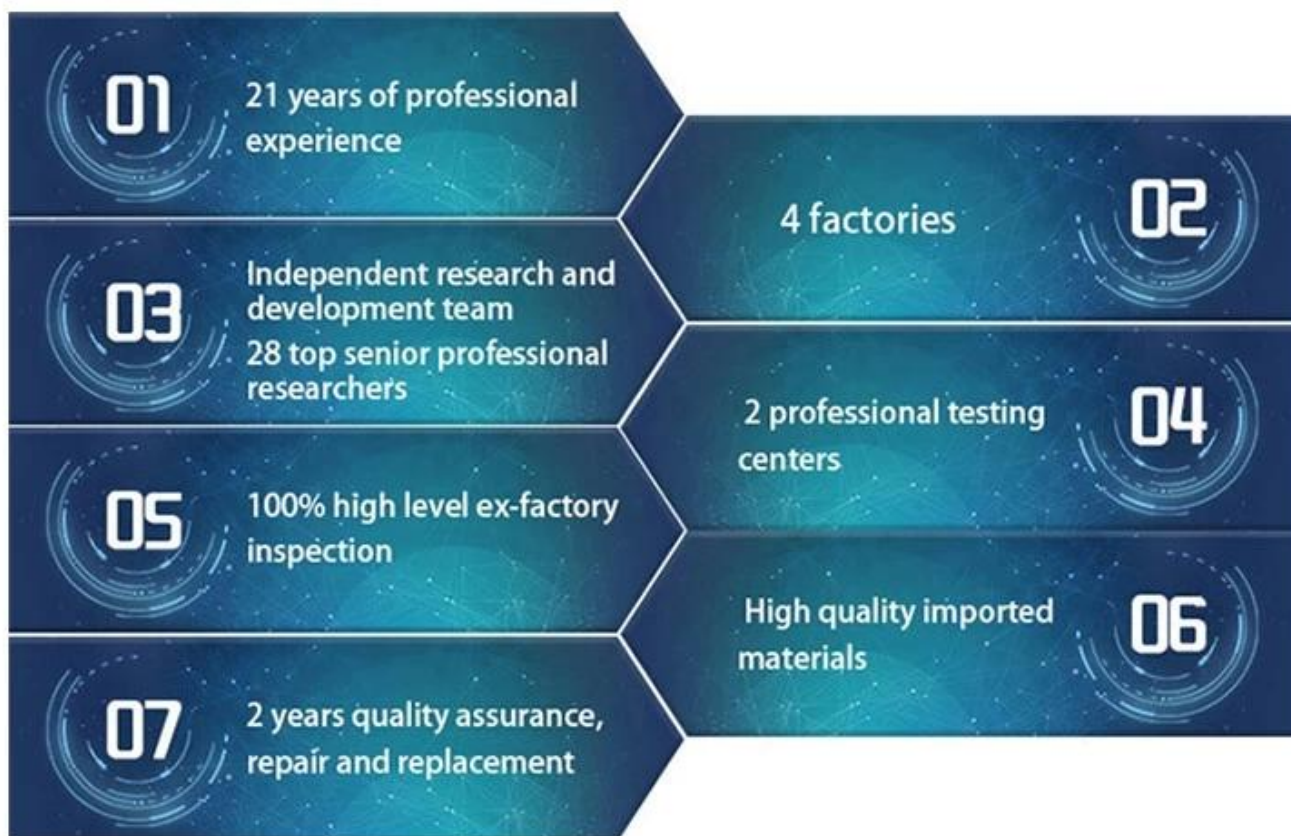 01
21 years of professional
experience
02
4 factories
03
Independent research and
development team
28 top senior professional
researchers
04
2 professional testing
centers
05
100% high level ex-factory
inspection
06
High quality imported
materials
07
2 years quality assurance,
repair and replacement